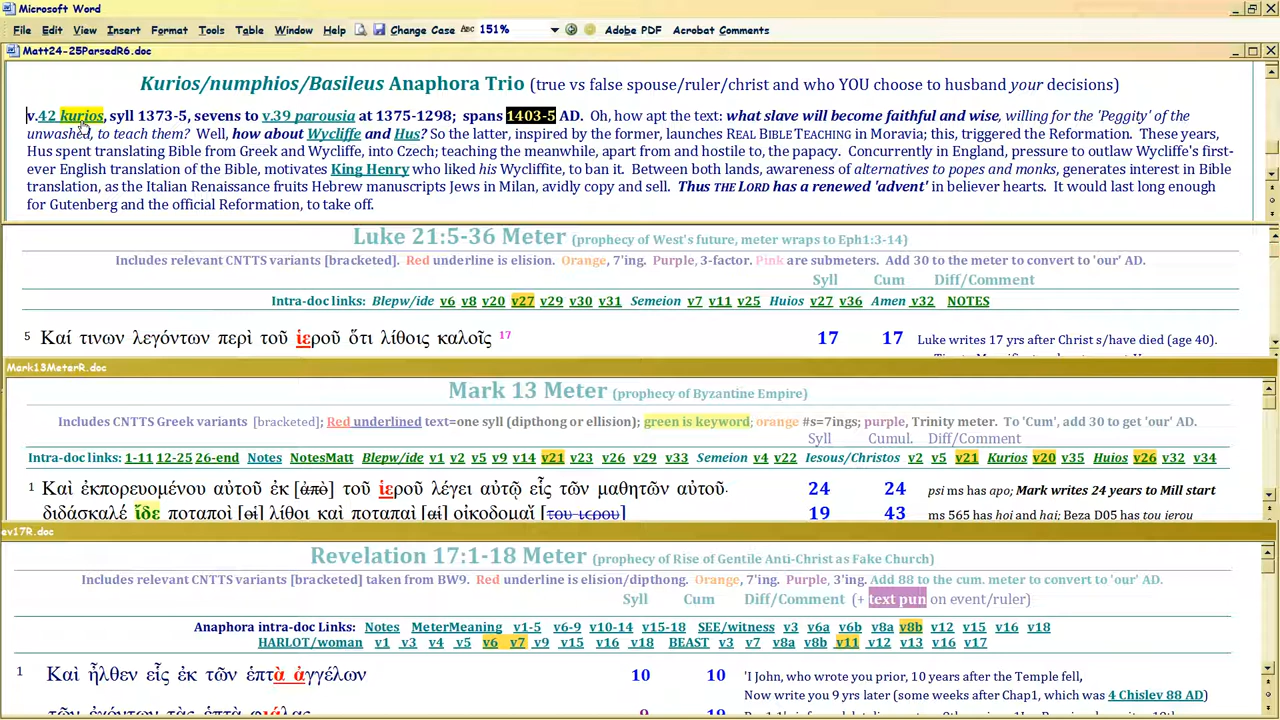 Microsoft Word
File Edit View Insert Format Tools Table Window Help Change Case Abc 151% Adobe PDF Acrobat Comments
Matt24-25ParsedR6.doc
Kurios/numphios/Basileus Anaphora Trio (true vs false spouse/ruler/christ and who YOU choose to husband your decisions)
v.42 kurios, syll 1373-5, sevens to v.39 parousia at 1375-1298; spans 1403-5 AD. Oh, how apt the text: what slave will become faithful and wise, willing for the 'Peggity' of the
unwashed, to teach them? Well, how about Wycliffe and Hus? So the latter, inspired by the former, launches REAL BIBLE TEACHING in Moravia; this, triggered the Reformation. These years,
Hus spent translating Bible from Greek and Wycliffe, into Czech; teaching the meanwhile, apart from and hostile to, the papacy. Concurrently in England, pressure to outlaw Wycliffe's first-
ever English translation of the Bible, motivates King Henry who liked his Wycliffite, to ban it. Between both lands, awareness of alternatives to popes and monks, generates interest in Bible
translation, as the Italian Renaissance fruits Hebrew manuscripts Jews in Milan, avidly copy and sell. Thus THE LORD has a renewed 'advent' in believer hearts. It would last long enough
for Gutenberg and the official Reformation, to take off.
Luke 21:5-36 Meter (prophecy of West's future, meter wraps to Eph1:3-14)
Includes relevant CNTTS variants [bracketed]. Red underline is elision. Orange, 7'ing. Purple, 3-factor. Pink are submeters. Add 30 to the meter to convert to 'our' AD.
Syll Cum Diff/Comment
Intra-doc links: Blepw/ide v6 v8 v20 v27 v29 v30 v31 Semeion v7 v11 v25 Huios v27 v36 Amen v32 NOTES
5 Καί τινων λεγόντων περὶ τοῦ ἱεροῦ ὅτι λίθοις καλοῖς 17 17 17 Luke writes 17 yrs after Christ s/have died (age 40).
Mark13MeterR.doc
Mark 13 Meter (prophecy of Byzantine Empire)
Includes CNTTS Greek variants [bracketed]; Red underlined text=one syll (dipthong or ellision); green is keyword; orange #s=7ings; purple, Trinity meter. To 'Cum', add 30 to get 'our' AD.
Syll Cumul. Diff/Comment
Intra-doc links: 1-11 12-25 26-end Notes NotesMatt Blepw/ide v1 v2 v5 v9 v14 v21 v23 v26 v29 v33 Semeion v4 v22 Iesous/Christos v2 v5 v21 Kurios v20 v35 Huios v26 v32 v34
1 Καὶ ἐκπορευομένου αὐτοῦ ἐκ [ἀπὸ] τοῦ ἱεροῦ λέγει αὐτῷ εἷς τῶν μαθητῶν αὐτοῦ· 24 24 psi ms has apo; Mark writes 24 years to Mill start
διδάσκαλέ ἴδε ποταποὶ [οἱ] λίθοι καὶ ποταπαὶ [αἱ] οἰκοδομαῖ [του ιερου] 19 43 ms 565 has hoi and hai; Beza D05 has tou ierou
ev17R.doc
Revelation 17:1-18 Meter (prophecy of Rise of Gentile Anti-Christ as Fake Church)
Includes relevant CNTTS variants [bracketed] taken from BW9. Red underline is elision/dipthong. Orange, 7'ing. Purple, 3'ing. Add 88 to the cum. meter to convert to 'our' AD.
Syll Cum Diff/Comment (+ text pun on event/ruler)
Anaphora intra-doc Links: Notes MeterMeaning v1-5 v6-9 v10-14 v15-18 SEE/witness v3 v6a v6b v8a v8b v12 v15 v16 v18
HARLOT/woman v1 v3 v4 v5 v6 v7 v9 v15 v16 v18 BEAST v3 v7 v8a v8b v11 v12 v13 v16 v17
1 Καὶ ἦλθεν εἷς ἐκ τῶν ἑπτὰ ἀγγέλων 10 10 'I John, who wrote you prior, 10 years after the Temple fell,
Now write you 9 yrs later (some weeks after Chap1, which was 4 Chislev 88 AD)